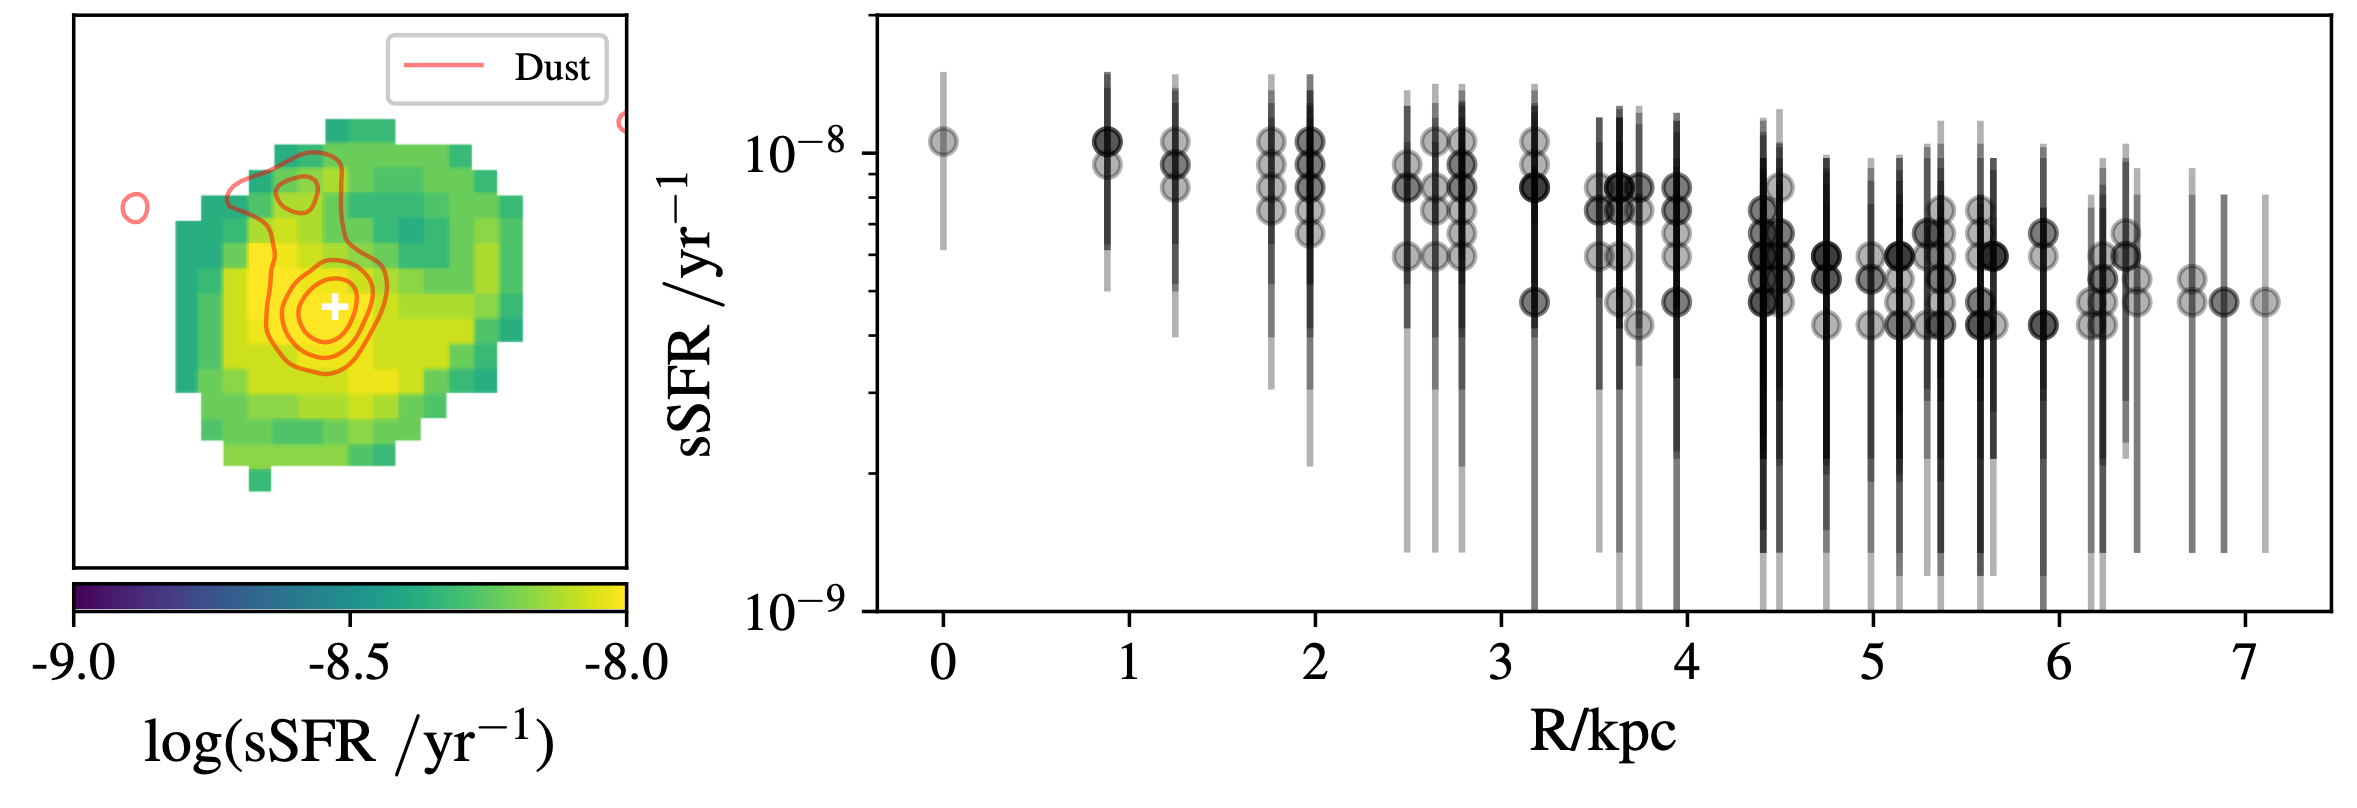 Dust
-9.0 -8.5 -8.0
log(sSFR /yr⁻¹)
sSFR /yr⁻¹
10⁻⁸
10⁻⁹
0 1 2 3 4 5 6 7
R/kpc